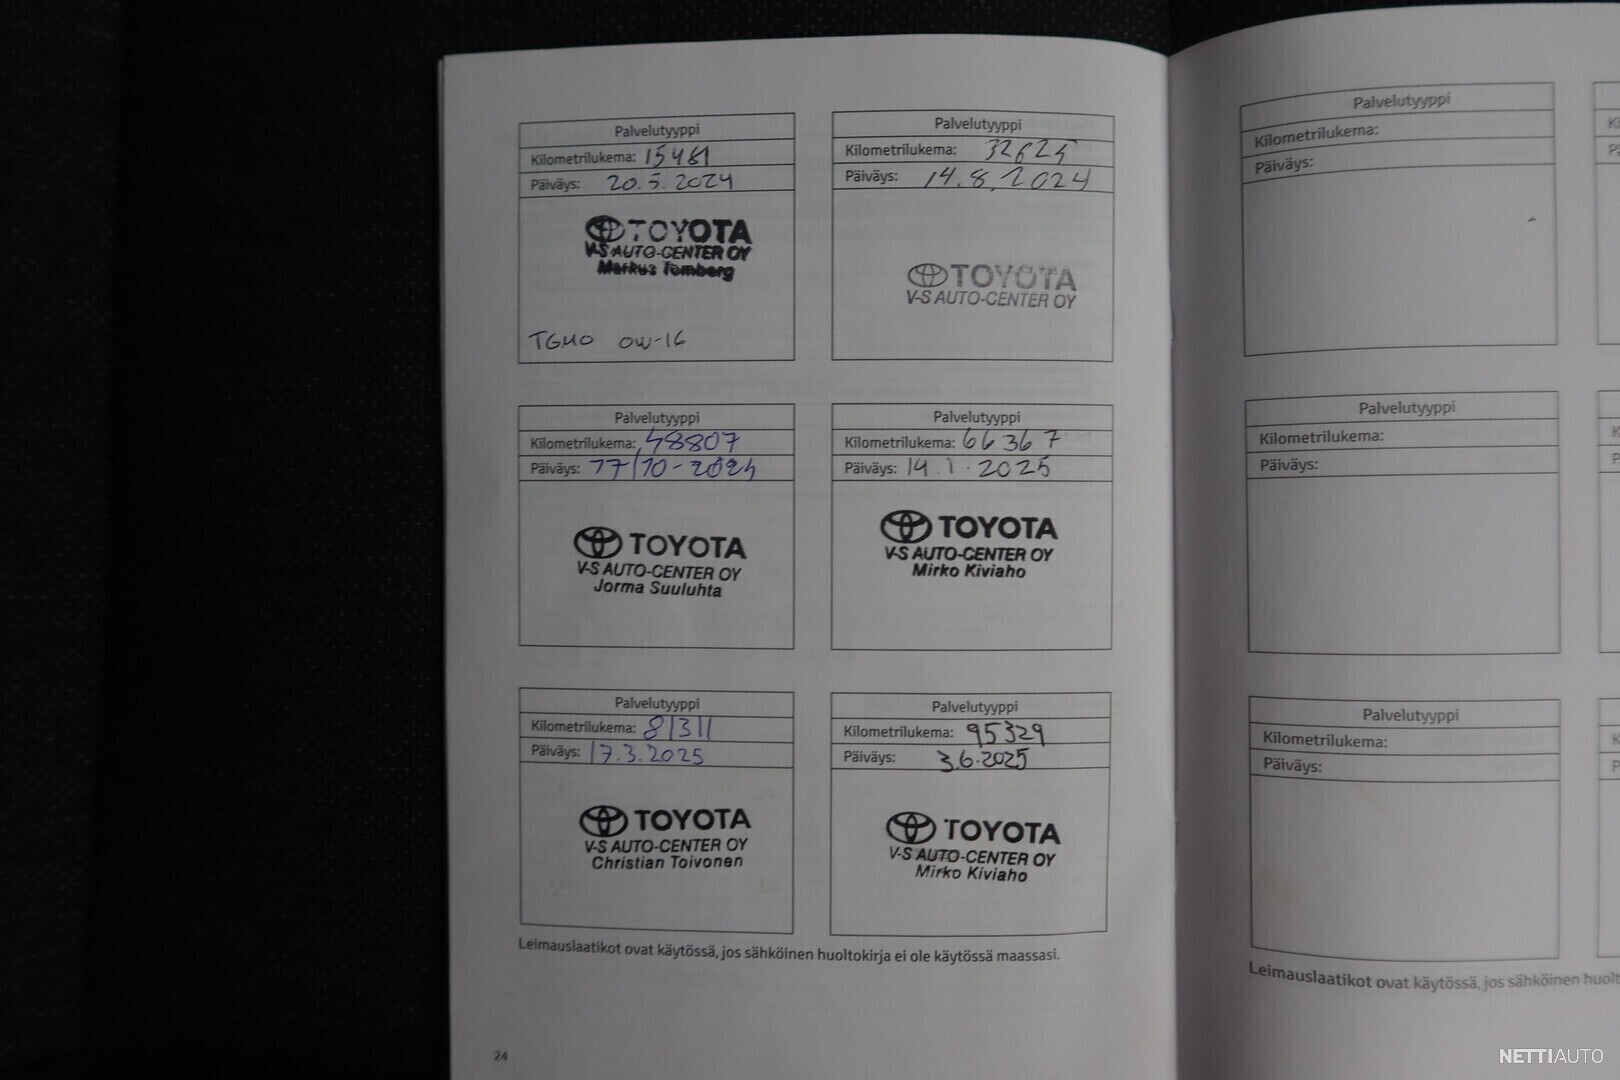 Palvelutyyppi
Kilometrilukema: 15481
Päiväys: 20.5.2024
TOYOTA
V-S AUTO-CENTER OY
Markus Tomberg
TGMO OW-16
Palvelutyyppi
Kilometrilukema: 32625
Päiväys: 14.8.2024
TOYOTA
V-S AUTO-CENTER OY
Palvelutyyppi
Kilometrilukema: 48807
Päiväys: 17/10-2024
TOYOTA
V-S AUTO-CENTER OY
Jorma Suuluhta
Palvelutyyppi
Kilometrilukema: 66367
Päiväys: 14.1.2025
TOYOTA
V-S AUTO-CENTER OY
Mirko Kiviaho
Palvelutyyppi
Kilometrilukema: 81311
Päiväys: 17.3.2025
TOYOTA
V-S AUTO-CENTER OY
Christian Toivonen
Palvelutyyppi
Kilometrilukema: 95329
Päiväys: 3.6.2025
TOYOTA
V-S AUTO-CENTER OY
Mirko Kiviaho
Leimauslaatikot ovat käytössä, jos sähköinen huoltokirja ei ole käytössä maassasi.
24
Palvelutyyppi
Kilometrilukema:
Päiväys:
Palvelutyyppi
Kilometrilukema:
Päiväys:
Palvelutyyppi
Kilometrilukema:
Päiväys:
Leimauslaatikot ovat käytössä, jos sähköinen huolt
NETTIAUTO